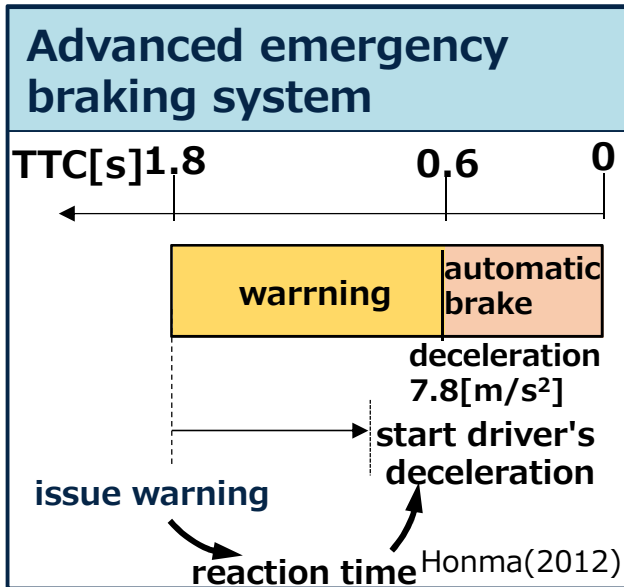 Advanced emergency
braking system
TTC[s] 1.8 0.6 0
warrning
automatic
brake
deceleration
7.8[m/s²]
start driver's
deceleration
issue warning
reaction time
Honma(2012)